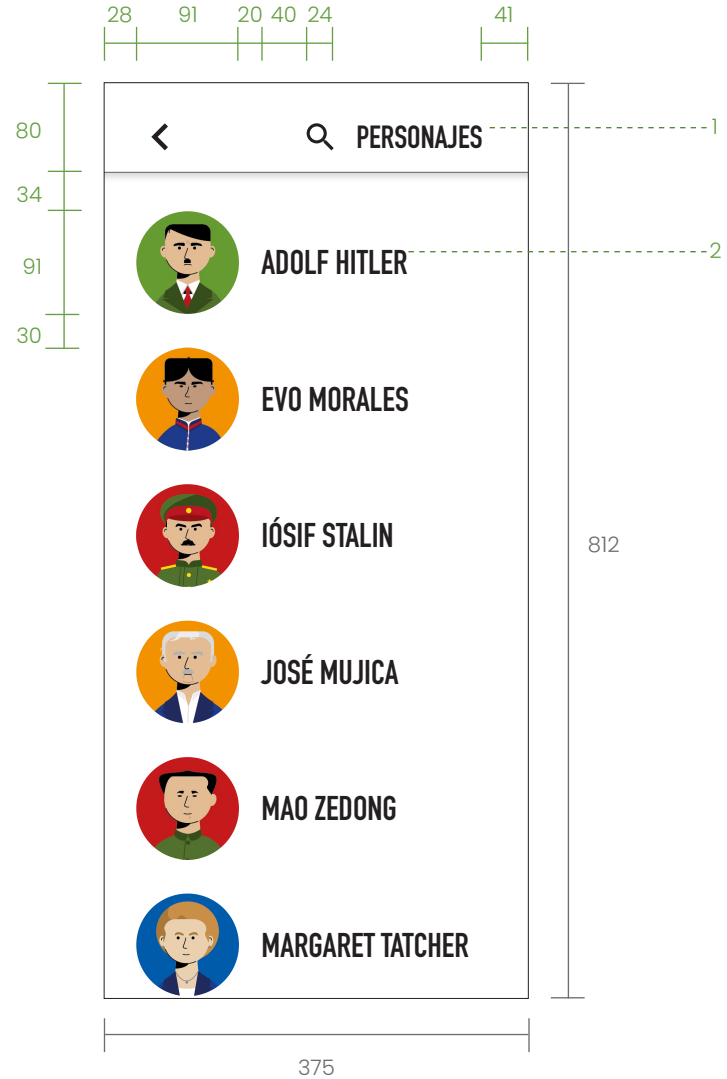 28 91 20 40 24 41
80
PERSONAJES
1
34
ADOLF HITLER
2
91
30
EVO MORALES
IÓSIF STALIN
812
JOSÉ MUJICA
MAO ZEDONG
MARGARET TATCHER
375